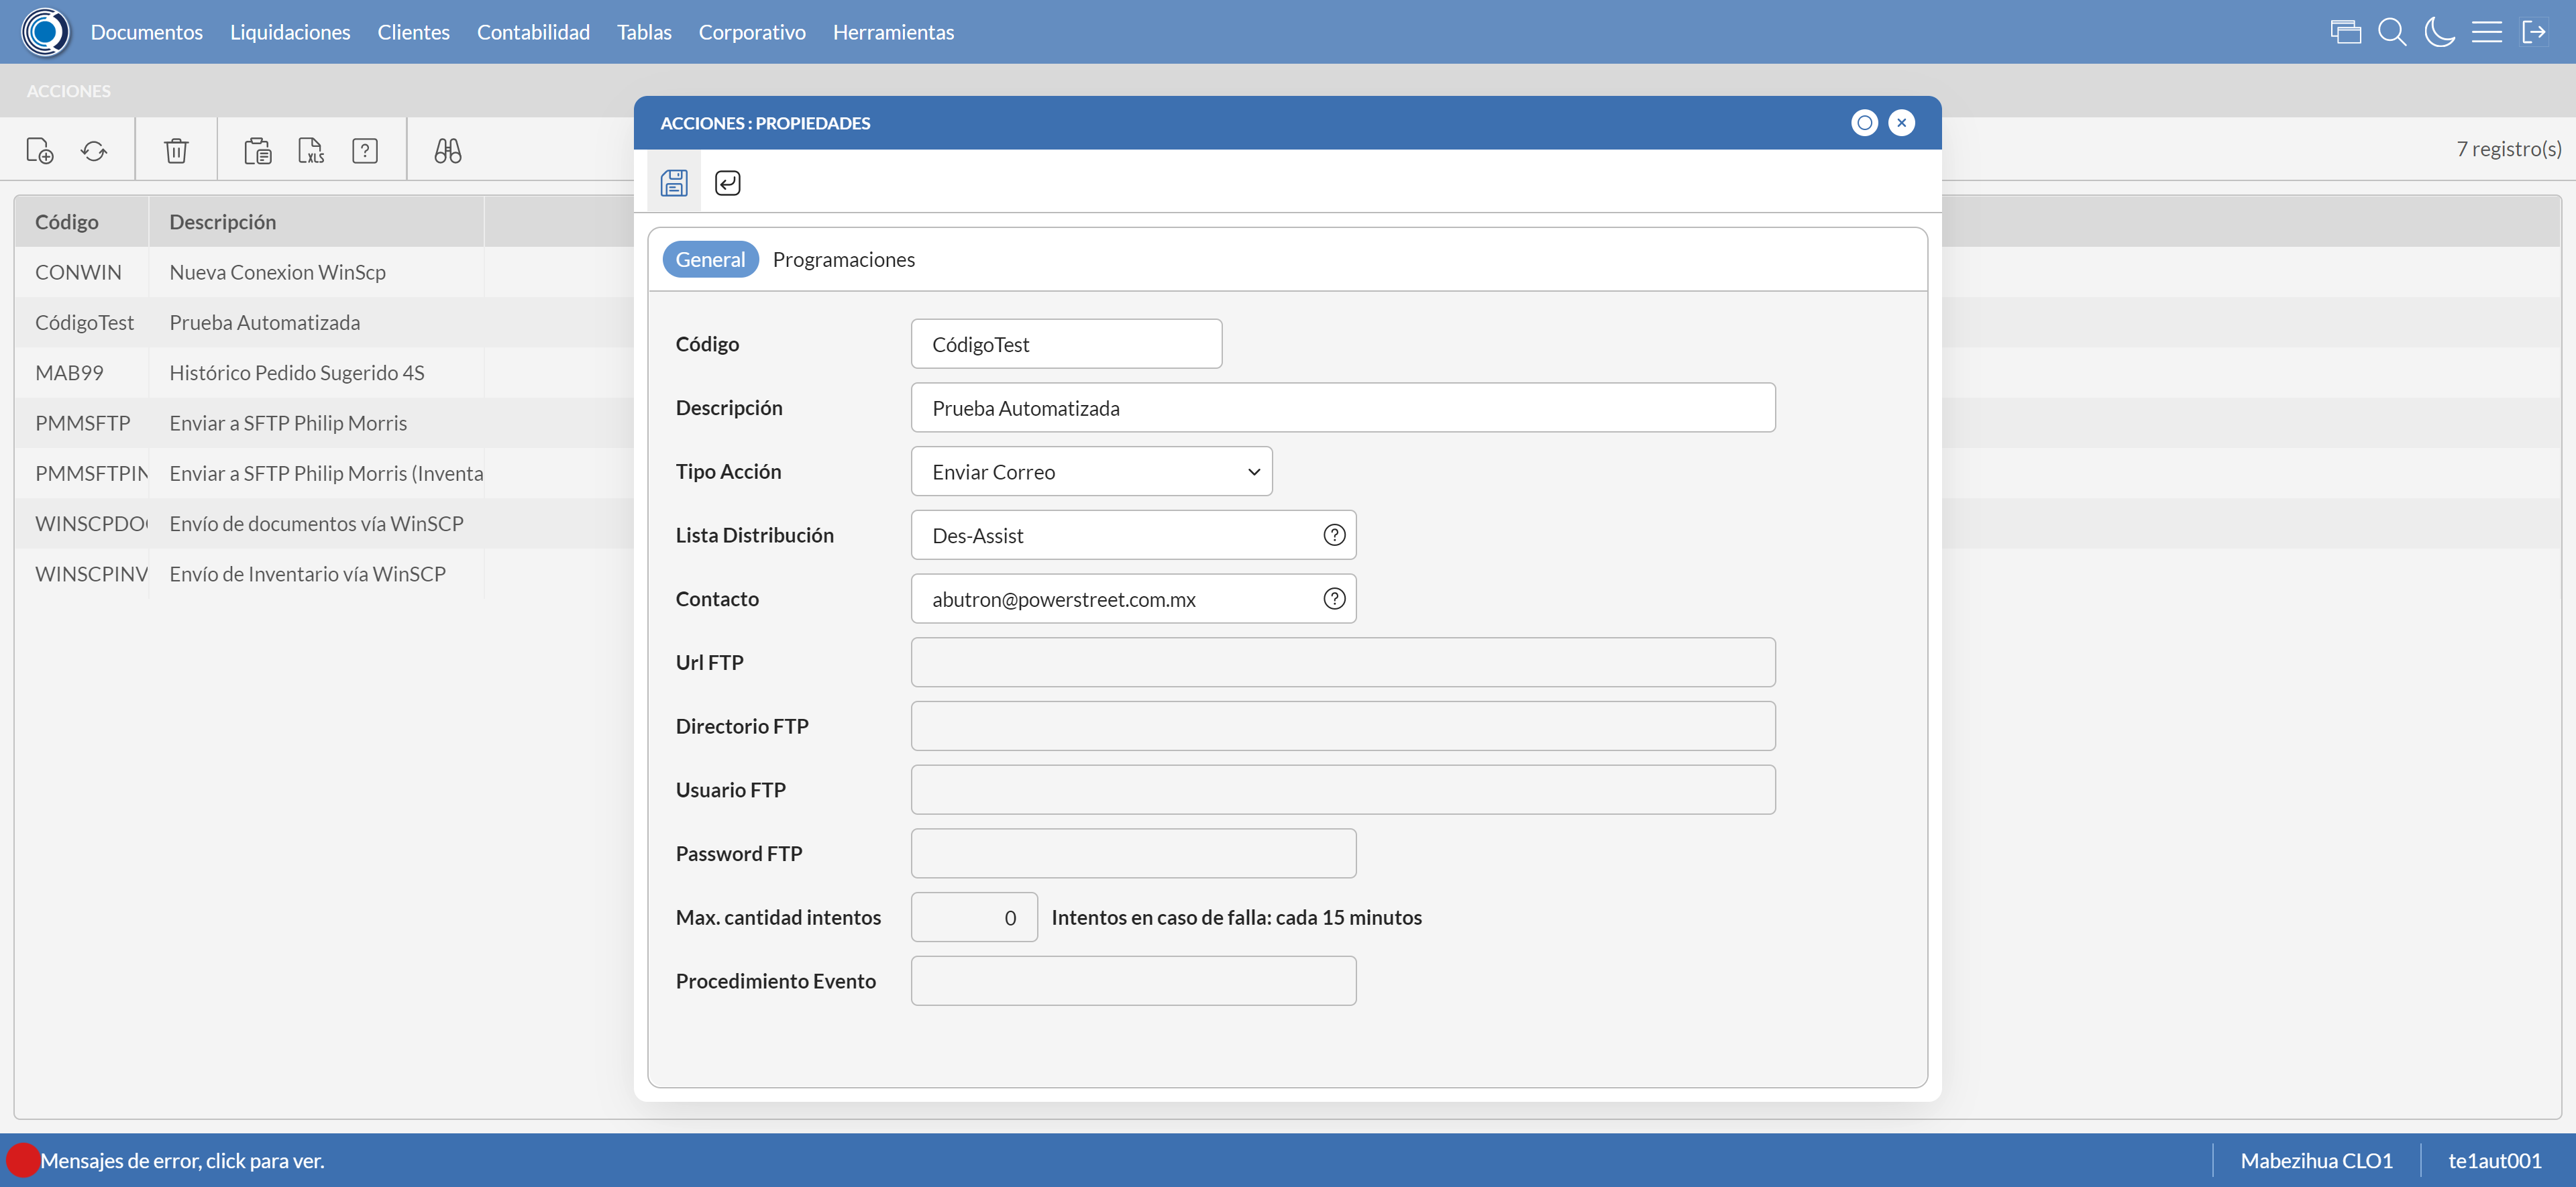 Documentos Liquidaciones Clientes Contabilidad Tablas Corporativo Herramientas
ACCIONES
XLS
7 registro(s)
Código Descripción
CONWIN Nueva Conexion WinScp
CódigoTest Prueba Automatizada
MAB99 Histórico Pedido Sugerido 4S
PMMSFTP Enviar a SFTP Philip Morris
PMMSFTPIN Enviar a SFTP Philip Morris (Inventa
WINSCPDO Envío de documentos vía WinSCP
WINSCPINV Envío de Inventario vía WinSCP
ACCIONES : PROPIEDADES
General Programaciones
Código CódigoTest
Descripción Prueba Automatizada
Tipo Acción Enviar Correo
Lista Distribución Des-Assist
Contacto abutron@powerstreet.com.mx
Url FTP
Directorio FTP
Usuario FTP
Password FTP
Max. cantidad intentos 0 Intentos en caso de falla: cada 15 minutos
Procedimiento Evento
Mensajes de error, click para ver.
Mabezihua CLO1 te1aut001